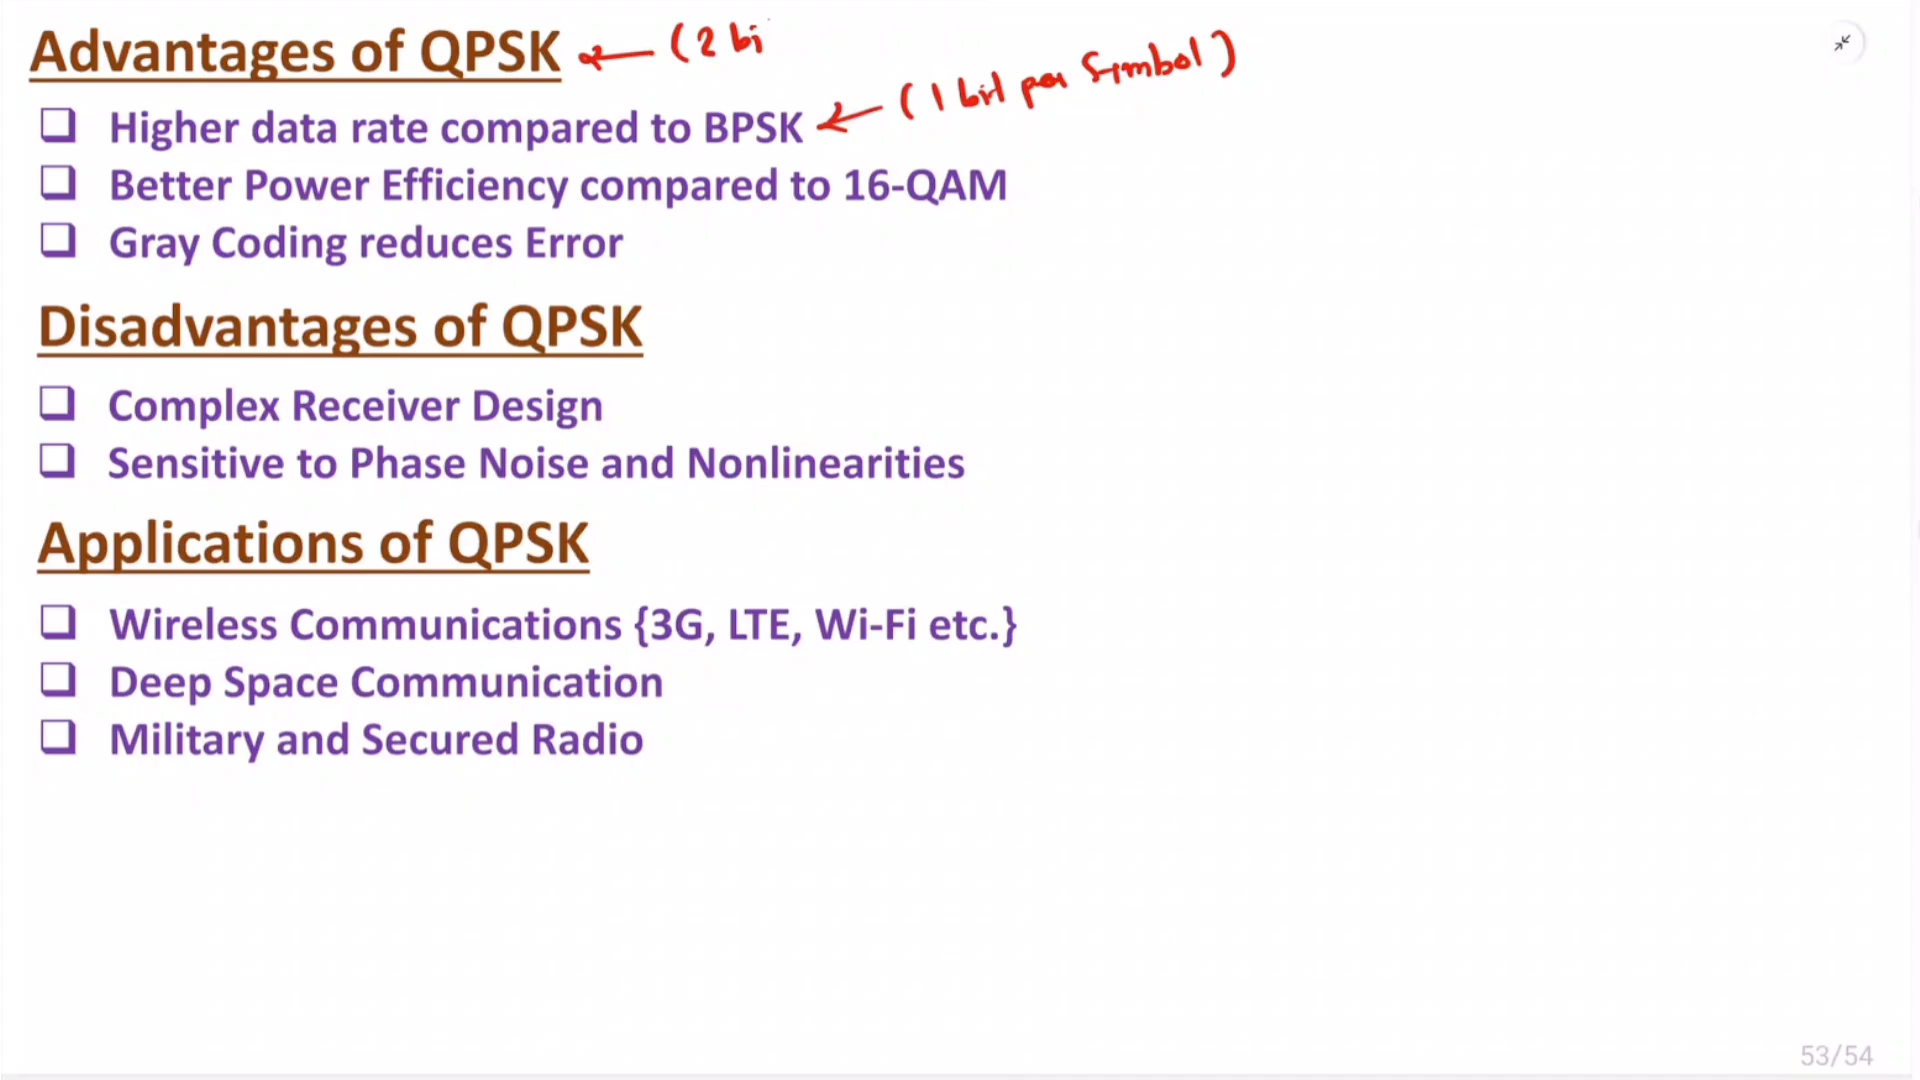 Advantages of QPSK ← (2 bi
Higher data rate compared to BPSK ← (1 bit per Symbol)
Better Power Efficiency compared to 16-QAM
Gray Coding reduces Error
Disadvantages of QPSK
Complex Receiver Design
Sensitive to Phase Noise and Nonlinearities
Applications of QPSK
Wireless Communications {3G, LTE, Wi-Fi etc.}
Deep Space Communication
Military and Secured Radio
53/54